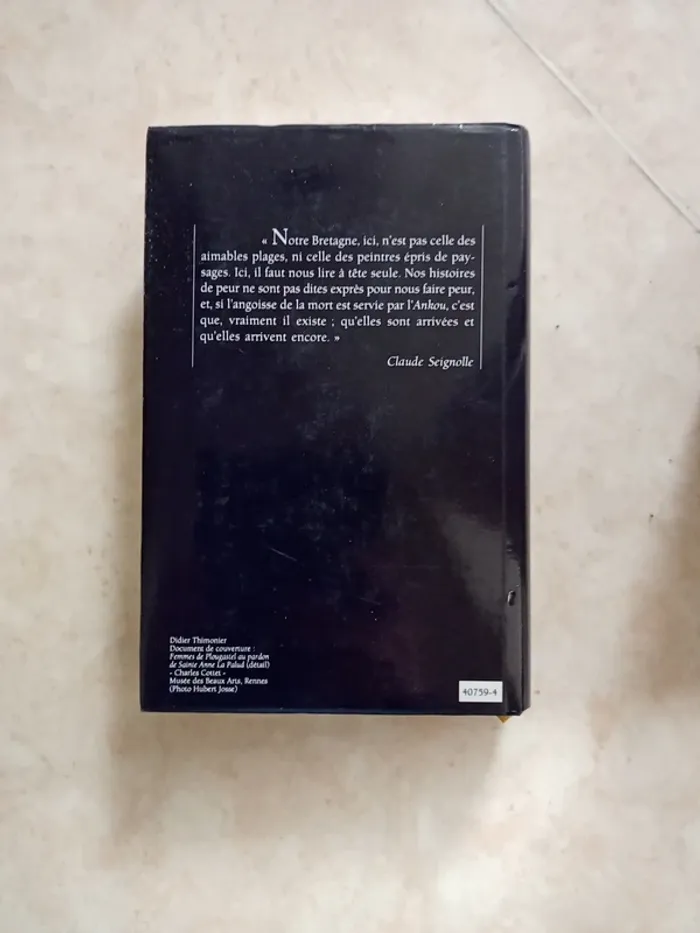 « Notre Bretagne, ici, n'est pas celle des
aimables plages, ni celle des peintres épris de pay-
sages. Ici, il faut nous lire à tête seule. Nos histoires
de peur ne sont pas dites exprès pour nous faire peur,
et, si l'angoisse de la mort est servie par l'Ankou, c'est
que, vraiment il existe ; qu'elles sont arrivées et
qu'elles arrivent encore. »
Claude Seignolle
Didier Thimonier
Document de couverture :
Femmes de Plougastel au pardon
de Sainte Anne La Palud (détail)
- Charles Cottet -
Musée des Beaux Arts, Rennes
(Photo Hubert Josse)
40759-4